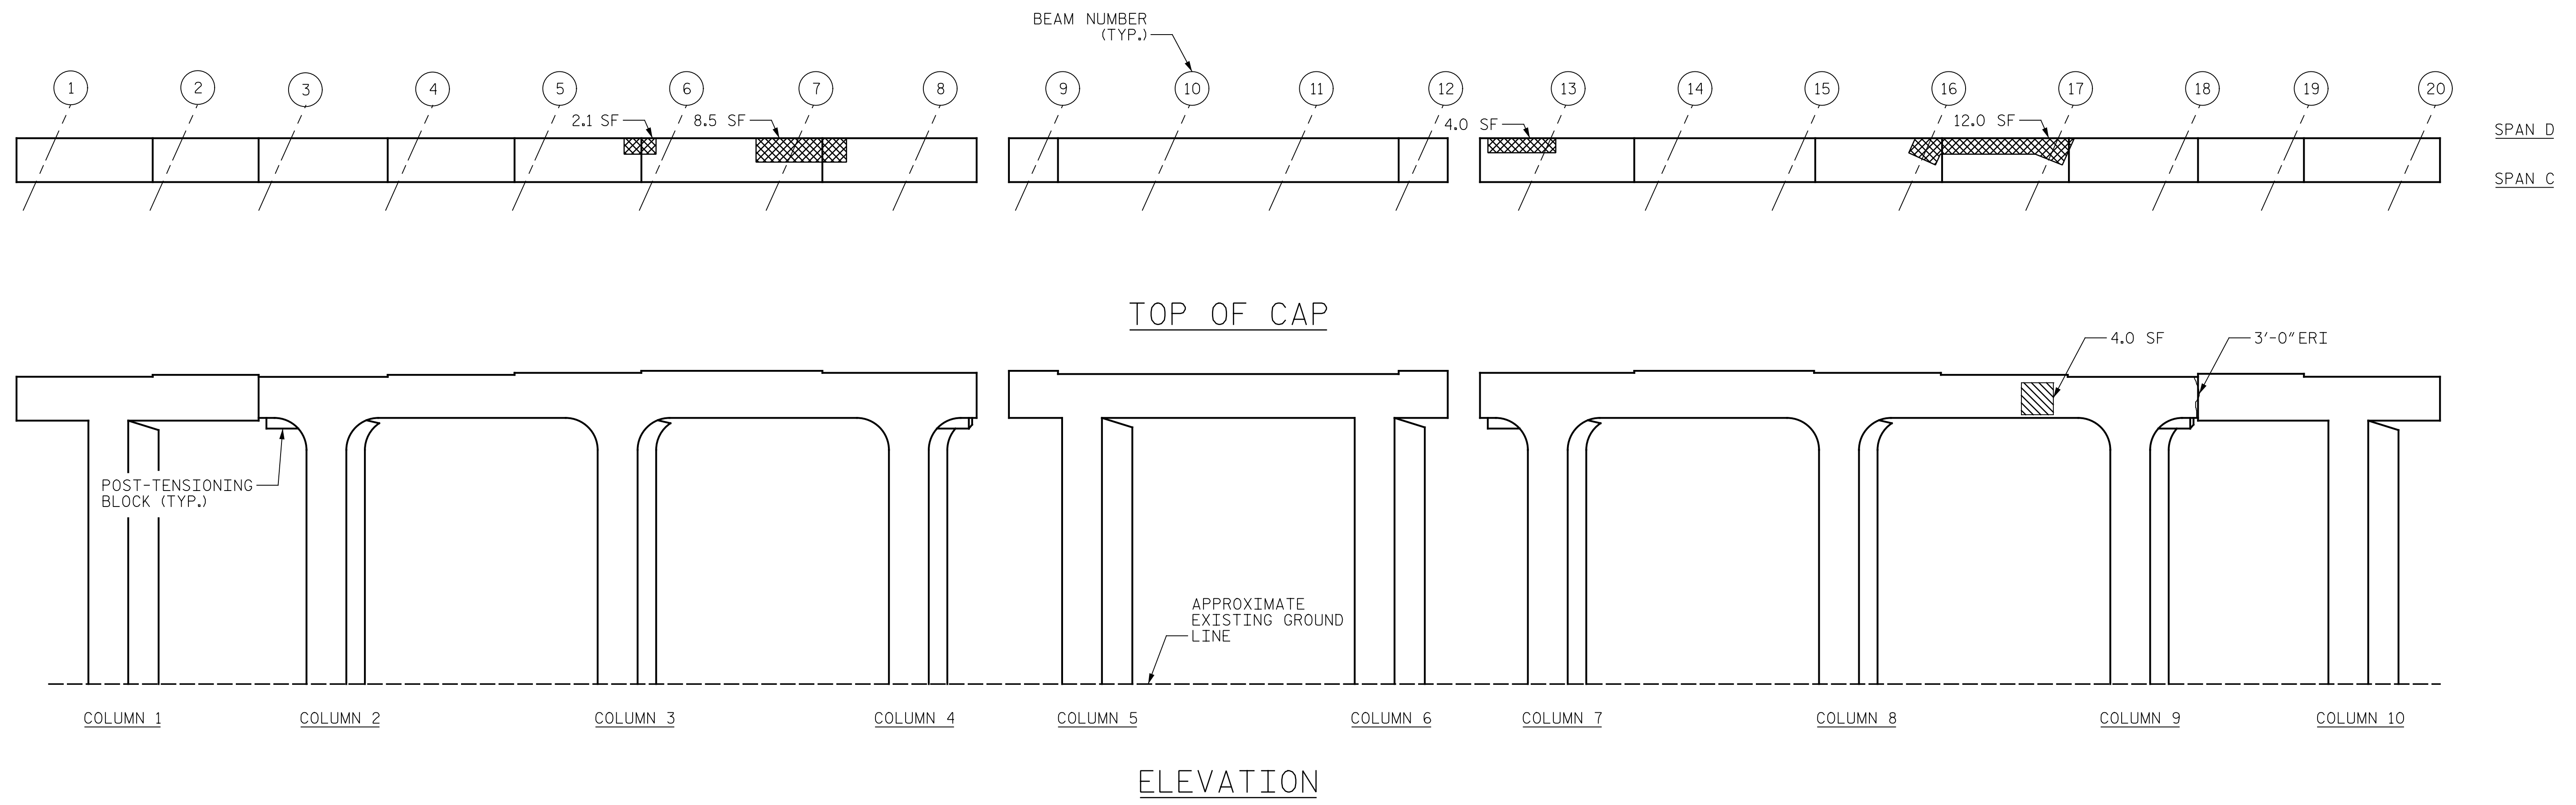 BEAM NUMBER
(TYP.)
1 2 3 4 5 6 7 8 9 10 11 12 13 14 15 16 17 18 19 20
2.1 SF 8.5 SF 4.0 SF 12.0 SF
SPAN D
SPAN C
TOP OF CAP
4.0 SF 3'-0" ERI
POST-TENSIONING
BLOCK (TYP.)
APPROXIMATE
EXISTING GROUND
LINE
COLUMN 1 COLUMN 2 COLUMN 3 COLUMN 4 COLUMN 5 COLUMN 6 COLUMN 7 COLUMN 8 COLUMN 9 COLUMN 10
ELEVATION